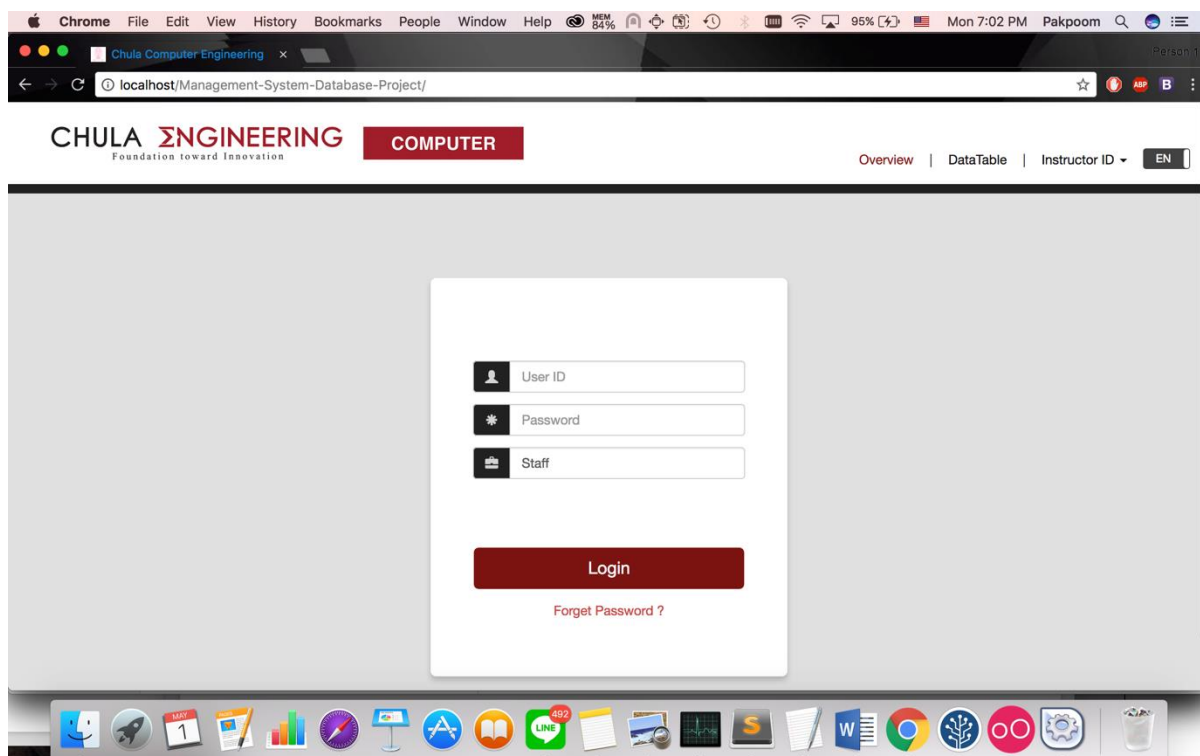 Chrome File Edit View History Bookmarks People Window Help MEM 84% 95% Mon 7:02 PM Pakpoom
Chula Computer Engineering × Person 1
localhost/Management-System-Database-Project/ ABP B
CHULA ΣNGINEERING COMPUTER
Foundation toward Innovation
Overview | DataTable | Instructor ID EN
User ID
Password
Staff
Login
Forget Password ?
MAY
1
492
LINE
S
W